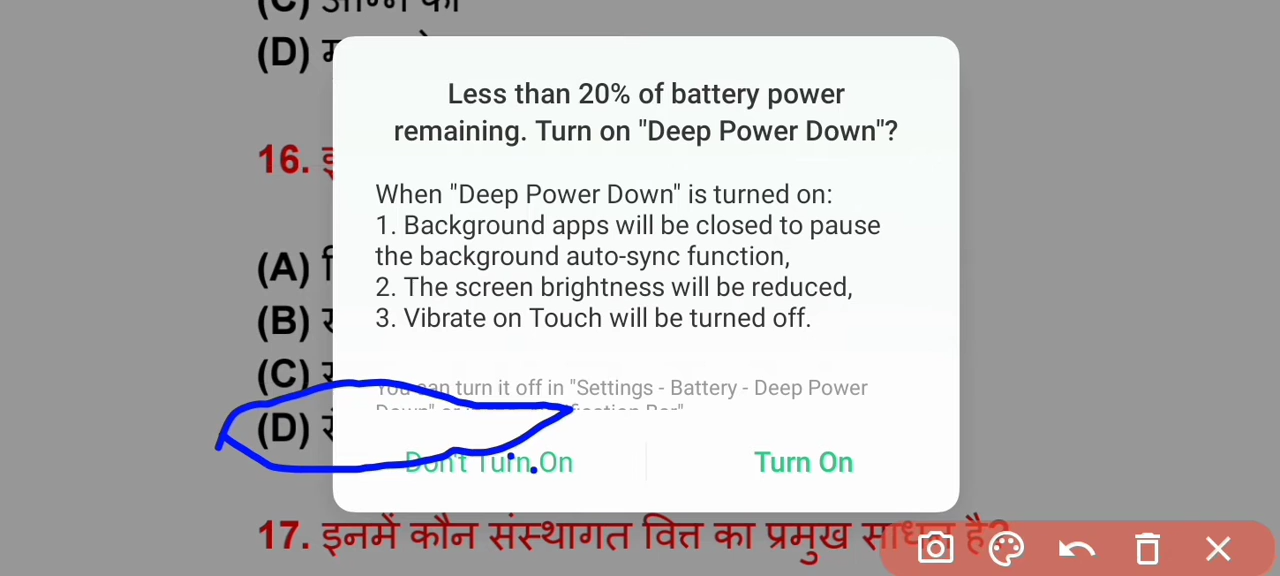 (C)
(D)
Less than 20% of battery power
remaining. Turn on "Deep Power Down"?
16.
When "Deep Power Down" is turned on:
1. Background apps will be closed to pause
the background auto-sync function,
(A)
2. The screen brightness will be reduced,
(B)
3. Vibrate on Touch will be turned off.
(C)
You can turn it off in "Settings - Battery - Deep Power
(D)
Don't Turn On
Turn On
17. इनमें कौन संस्थागत वित्त का प्रमुख साधन है?